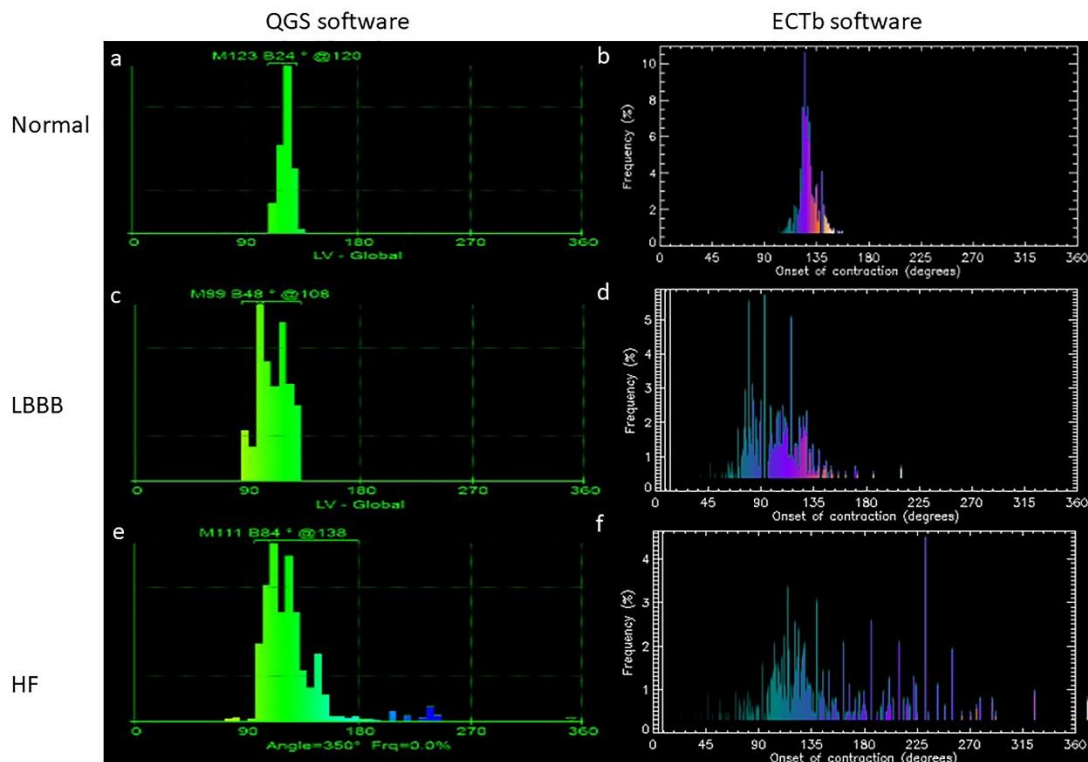 QGS software
ECTb software
Normal
a
M123 B24 * @120
0 90 180 270 360
LV - Global
b
Frequency (%)
10
8
6
4
2
0
0 45 90 135 180 225 270 315 360
Onset of contraction (degrees)
LBBB
c
M99 B48 * @108
0 90 180 270 360
LV - Global
d
Frequency (%)
5
4
3
2
1
0
0 45 90 135 180 225 270 315 360
Onset of contraction (degrees)
HF
e
M111 B84 * @138
0 90 180 270 360
Angle=350° Frq=0.0%
f
Frequency (%)
4
3
2
1
0
0 45 90 135 180 225 270 315 360
Onset of contraction (degrees)